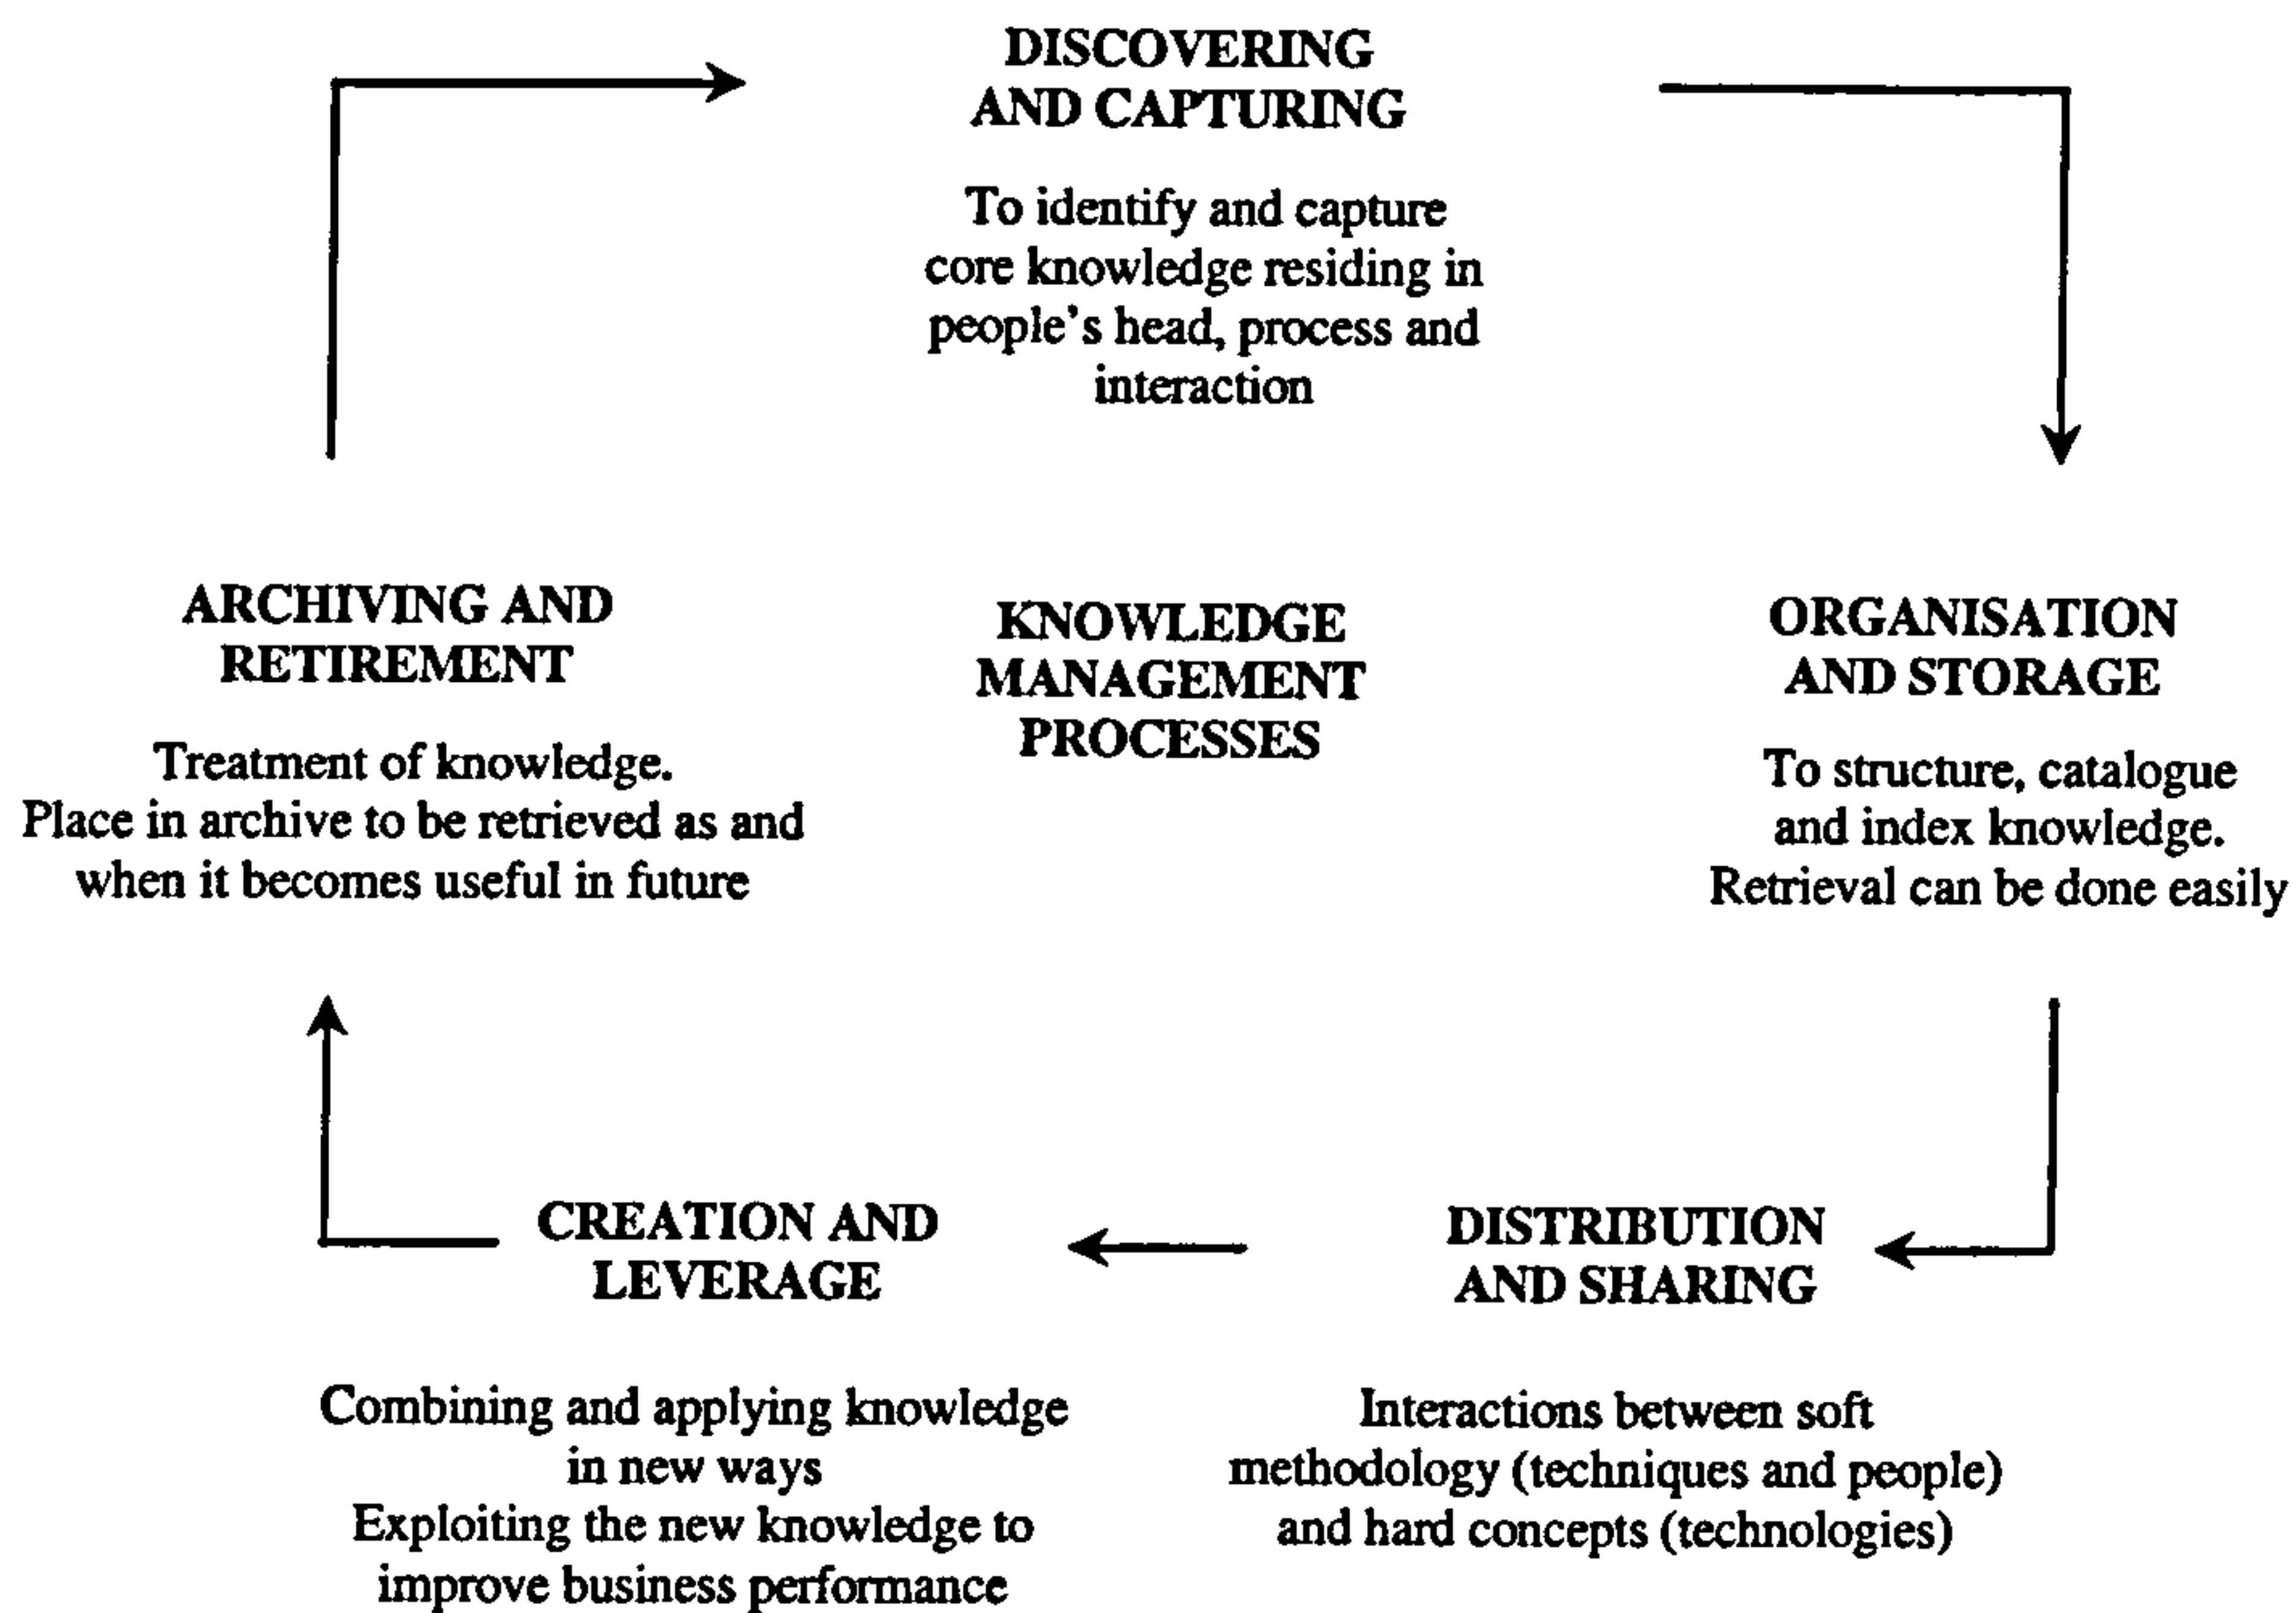 DISCOVERING
AND CAPTURING
To identify and capture
core knowledge residing in
people's head, process and
interaction
ARCHIVING AND
RETIREMENT
Treatment of knowledge.
Place in archive to be retrieved as and
when it becomes useful in future
KNOWLEDGE
MANAGEMENT
PROCESSES
ORGANISATION
AND STORAGE
To structure, catalogue
and index knowledge.
Retrieval can be done easily
CREATION AND
LEVERAGE
Combining and applying knowledge
in new ways
Exploiting the new knowledge to
improve business performance
DISTRIBUTION
AND SHARING
Interactions between soft
methodology (techniques and people)
and hard concepts (technologies)